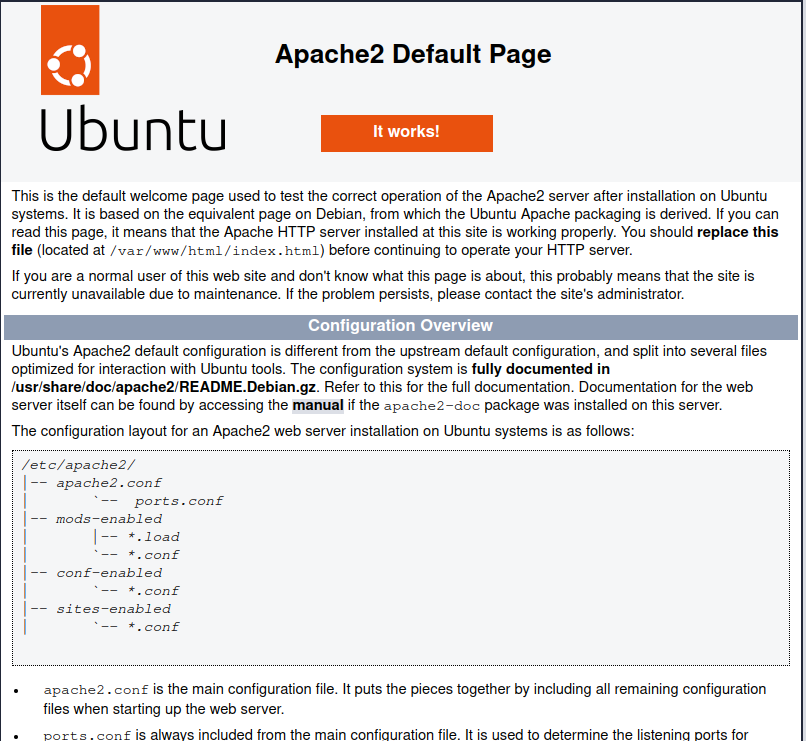 Apache2 Default Page
Ubuntu
It works!
This is the default welcome page used to test the correct operation of the Apache2 server after installation on Ubuntu
systems. It is based on the equivalent page on Debian, from which the Ubuntu Apache packaging is derived. If you can
read this page, it means that the Apache HTTP server installed at this site is working properly. You should replace this
file (located at /var/www/html/index.html) before continuing to operate your HTTP server.
If you are a normal user of this web site and don't know what this page is about, this probably means that the site is
currently unavailable due to maintenance. If the problem persists, please contact the site's administrator.
Configuration Overview
Ubuntu's Apache2 default configuration is different from the upstream default configuration, and split into several files
optimized for interaction with Ubuntu tools. The configuration system is fully documented in
/usr/share/doc/apache2/README.Debian.gz. Refer to this for the full documentation. Documentation for the web
server itself can be found by accessing the manual if the apache2-doc package was installed on this server.
The configuration layout for an Apache2 web server installation on Ubuntu systems is as follows:
/etc/apache2/
|-- apache2.conf
|       `--  ports.conf
|-- mods-enabled
|       |-- *.load
|       `-- *.conf
|-- conf-enabled
|       `-- *.conf
|-- sites-enabled
|       `-- *.conf
• apache2.conf is the main configuration file. It puts the pieces together by including all remaining configuration
files when starting up the web server.
• ports.conf is always included from the main configuration file. It is used to determine the listening ports for